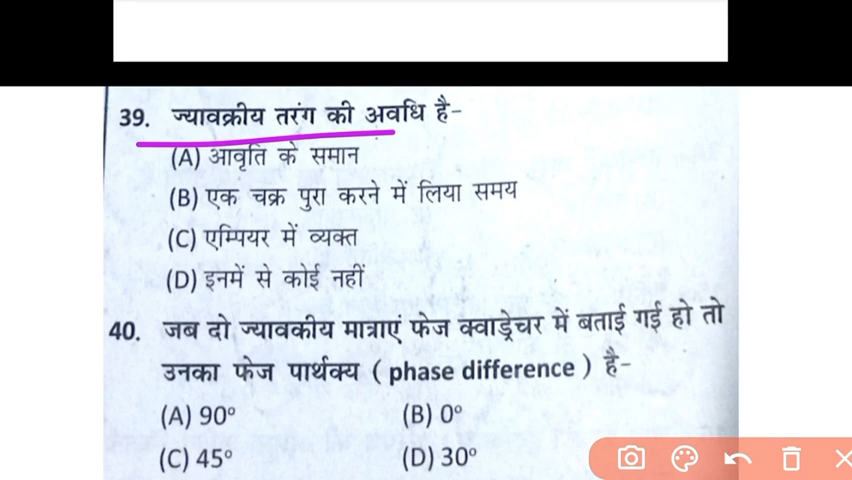 39. ज्यावक्रीय तरंग की अवधि है-
(A) आवृति के समान
(B) एक चक्र पुरा करने में लिया समय
(C) एम्पियर में व्यक्त
(D) इनमें से कोई नहीं
40. जब दो ज्यावकीय मात्राएं फेज क्वाड्रेचर में बताई गई हो तो
उनका फेज पार्थक्य ( phase difference ) है-
(A) 90° (B) 0°
(C) 45° (D) 30°